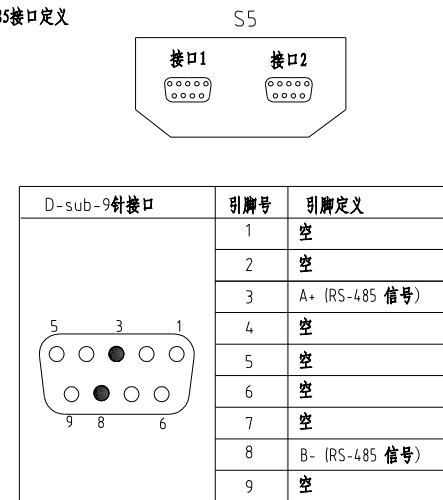 85接口定义
S5
接口1 接口2
D-sub-9针接口 引脚号 引脚定义
1 空
2 空
3 A+ (RS-485 信号)
4 空
5 空
6 空
7 空
8 B- (RS-485 信号)
9 空
5 3 1
9 8 6